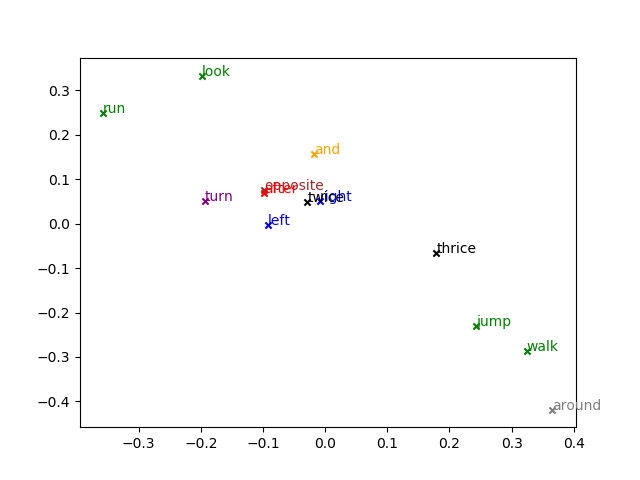 look
run
and
opposite
after
turn
twice
right
left
thrice
jump
walk
around
0.3
0.2
0.1
0.0
−0.1
−0.2
−0.3
−0.4
−0.3 −0.2 −0.1 0.0 0.1 0.2 0.3 0.4